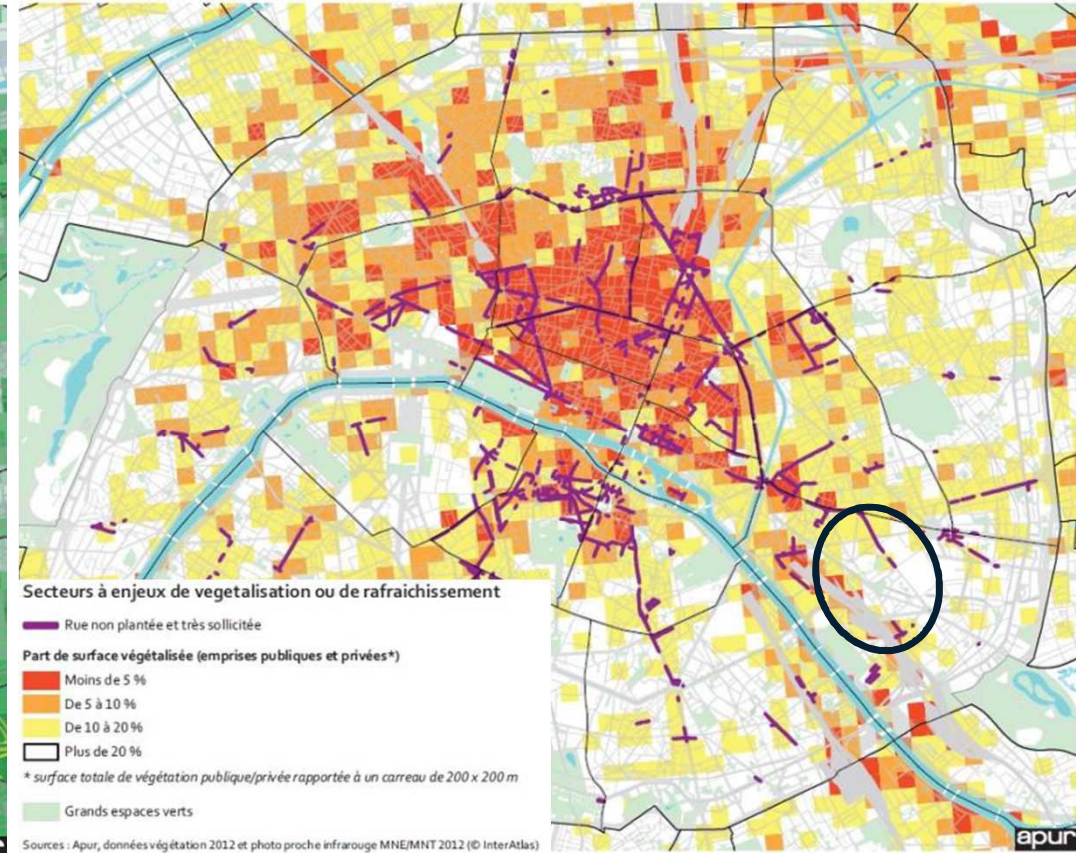 Secteurs à enjeux de vegetalisation ou de rafraichissement
Rue non plantée et très sollicitée
Part de surface végétalisée (emprises publiques et privées*)
Moins de 5 %
De 5 à 10 %
De 10 à 20 %
Plus de 20 %
* surface totale de végétation publique/privée rapportée à un carreau de 200 x 200 m
Grands espaces verts
Sources : Apur, données végétation 2012 et photo proche infrarouge MNE/MNT 2012 (© InterAtlas)
apur